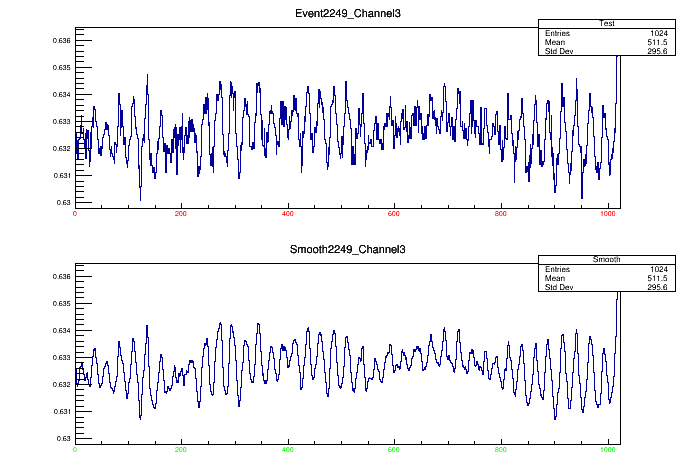 Event2249_Channel3
Test
Entries 1024
Mean 511.5
Std Dev 295.6
0.636
0.635
0.634
0.633
0.632
0.631
0.63
0 200 400 600 800 1000
Smooth2249_Channel3
Smooth
Entries 1024
Mean 511.5
Std Dev 295.6
0.636
0.635
0.634
0.633
0.632
0.631
0.63
0 200 400 600 800 1000